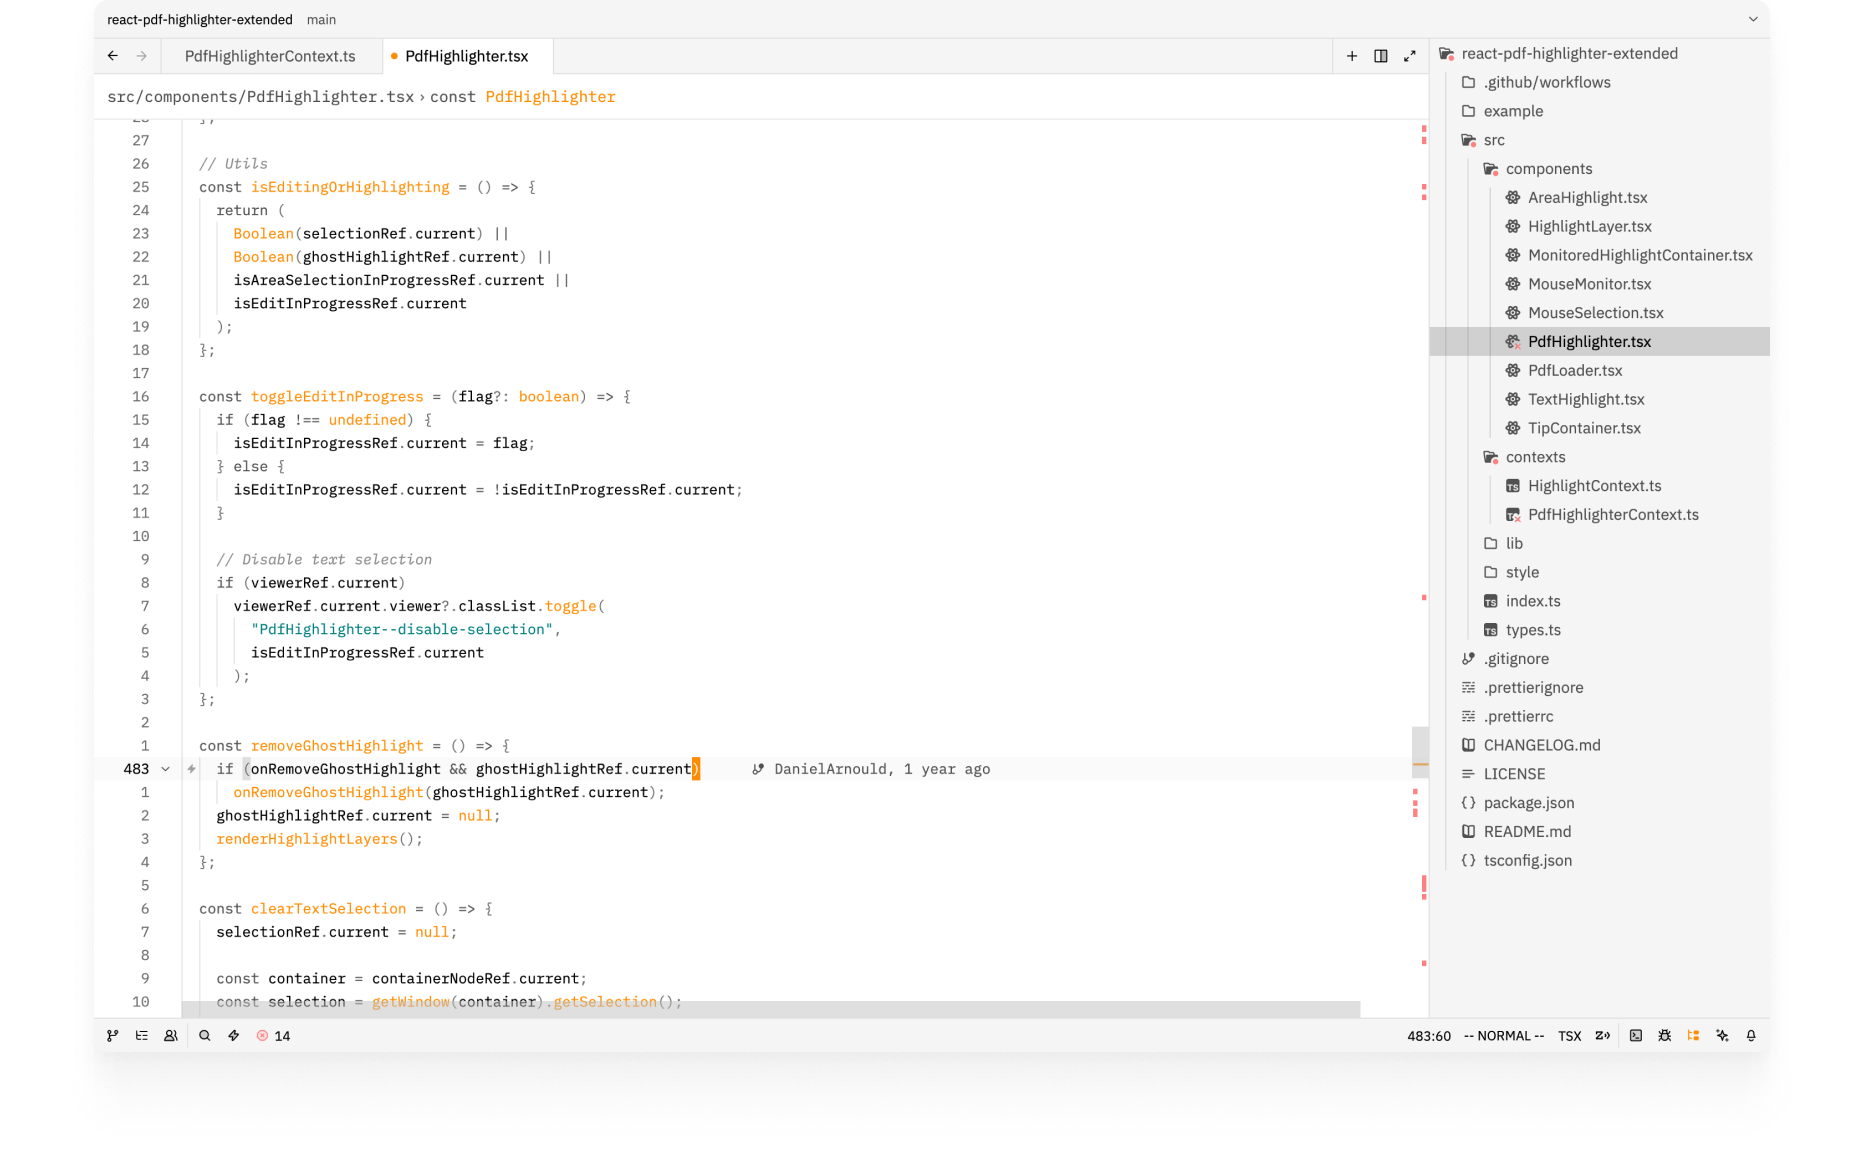 react-pdf-highlighter-extended main
PdfHighlighterContext.ts PdfHighlighter.tsx
src/components/PdfHighlighter.tsx › const PdfHighlighter
27
26 // Utils
25 const isEditingOrHighlighting = () => {
24 return (
23 Boolean(selectionRef.current) ||
22 Boolean(ghostHighlightRef.current) ||
21 isAreaSelectionInProgressRef.current ||
20 isEditInProgressRef.current
19 );
18 };
17
16 const toggleEditInProgress = (flag?: boolean) => {
15 if (flag !== undefined) {
14 isEditInProgressRef.current = flag;
13 } else {
12 isEditInProgressRef.current = !isEditInProgressRef.current;
11 }
10
9 // Disable text selection
8 if (viewerRef.current)
7 viewerRef.current.viewer?.classList.toggle(
6 "PdfHighlighter--disable-selection",
5 isEditInProgressRef.current
4 );
3 };
2
1 const removeGhostHighlight = () => {
483 if (onRemoveGhostHighlight && ghostHighlightRef.current) DanielArnould, 1 year ago
1 onRemoveGhostHighlight(ghostHighlightRef.current);
2 ghostHighlightRef.current = null;
3 renderHighlightLayers();
4 };
5
6 const clearTextSelection = () => {
7 selectionRef.current = null;
8
9 const container = containerNodeRef.current;
10 const selection = getWindow(container).getSelection();
react-pdf-highlighter-extended
.github/workflows
example
src
components
AreaHighlight.tsx
HighlightLayer.tsx
MonitoredHighlightContainer.tsx
MouseMonitor.tsx
MouseSelection.tsx
PdfHighlighter.tsx
PdfLoader.tsx
TextHighlight.tsx
TipContainer.tsx
contexts
HighlightContext.ts
PdfHighlighterContext.ts
lib
style
index.ts
types.ts
.gitignore
.prettierignore
.prettierrc
CHANGELOG.md
LICENSE
package.json
README.md
tsconfig.json
14 483:60 -- NORMAL -- TSX